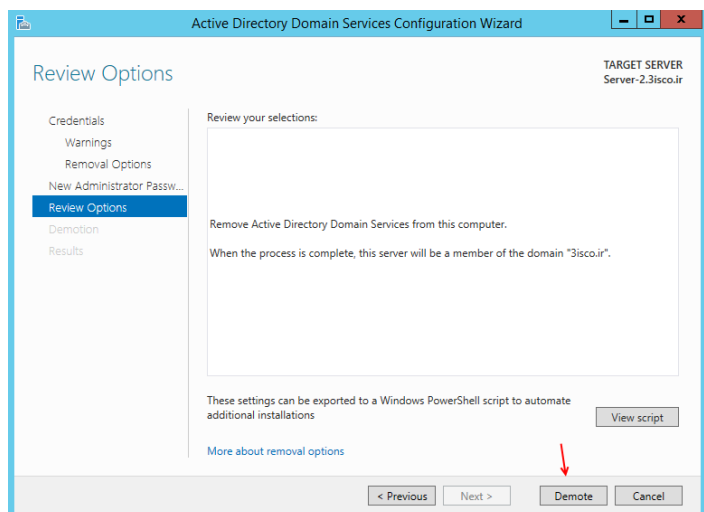 Active Directory Domain Services Configuration Wizard
Review Options
TARGET SERVER
Server-2.3isco.ir
Credentials
Warnings
Removal Options
New Administrator Passw...
Review Options
Demotion
Results
Review your selections:
Remove Active Directory Domain Services from this computer.
When the process is complete, this server will be a member of the domain "3isco.ir".
These settings can be exported to a Windows PowerShell script to automate
additional installations
View script
More about removal options
< Previous
Next >
Demote
Cancel